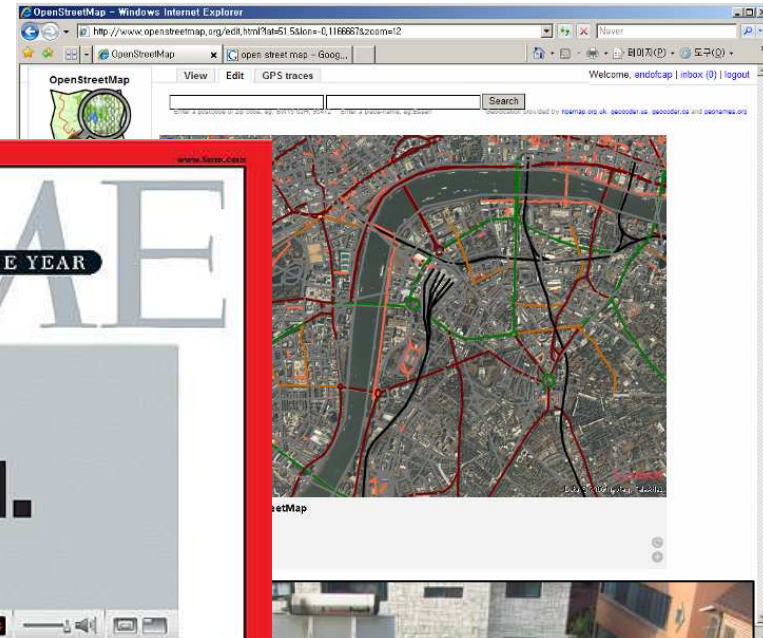 OpenStreetMap - Windows Internet Explorer
http://www.openstreetmap.org/edit.html?lat=51.5&lon=-0.1166667&zoom=12
Naver
OpenStreetMap
open street map - Goog...
페이지(P)
도구(O)
OpenStreetMap
View
Edit
GPS traces
Welcome, endofcap | inbox (0) | logout
Search
www.time.com
AE
E YEAR
eetMap